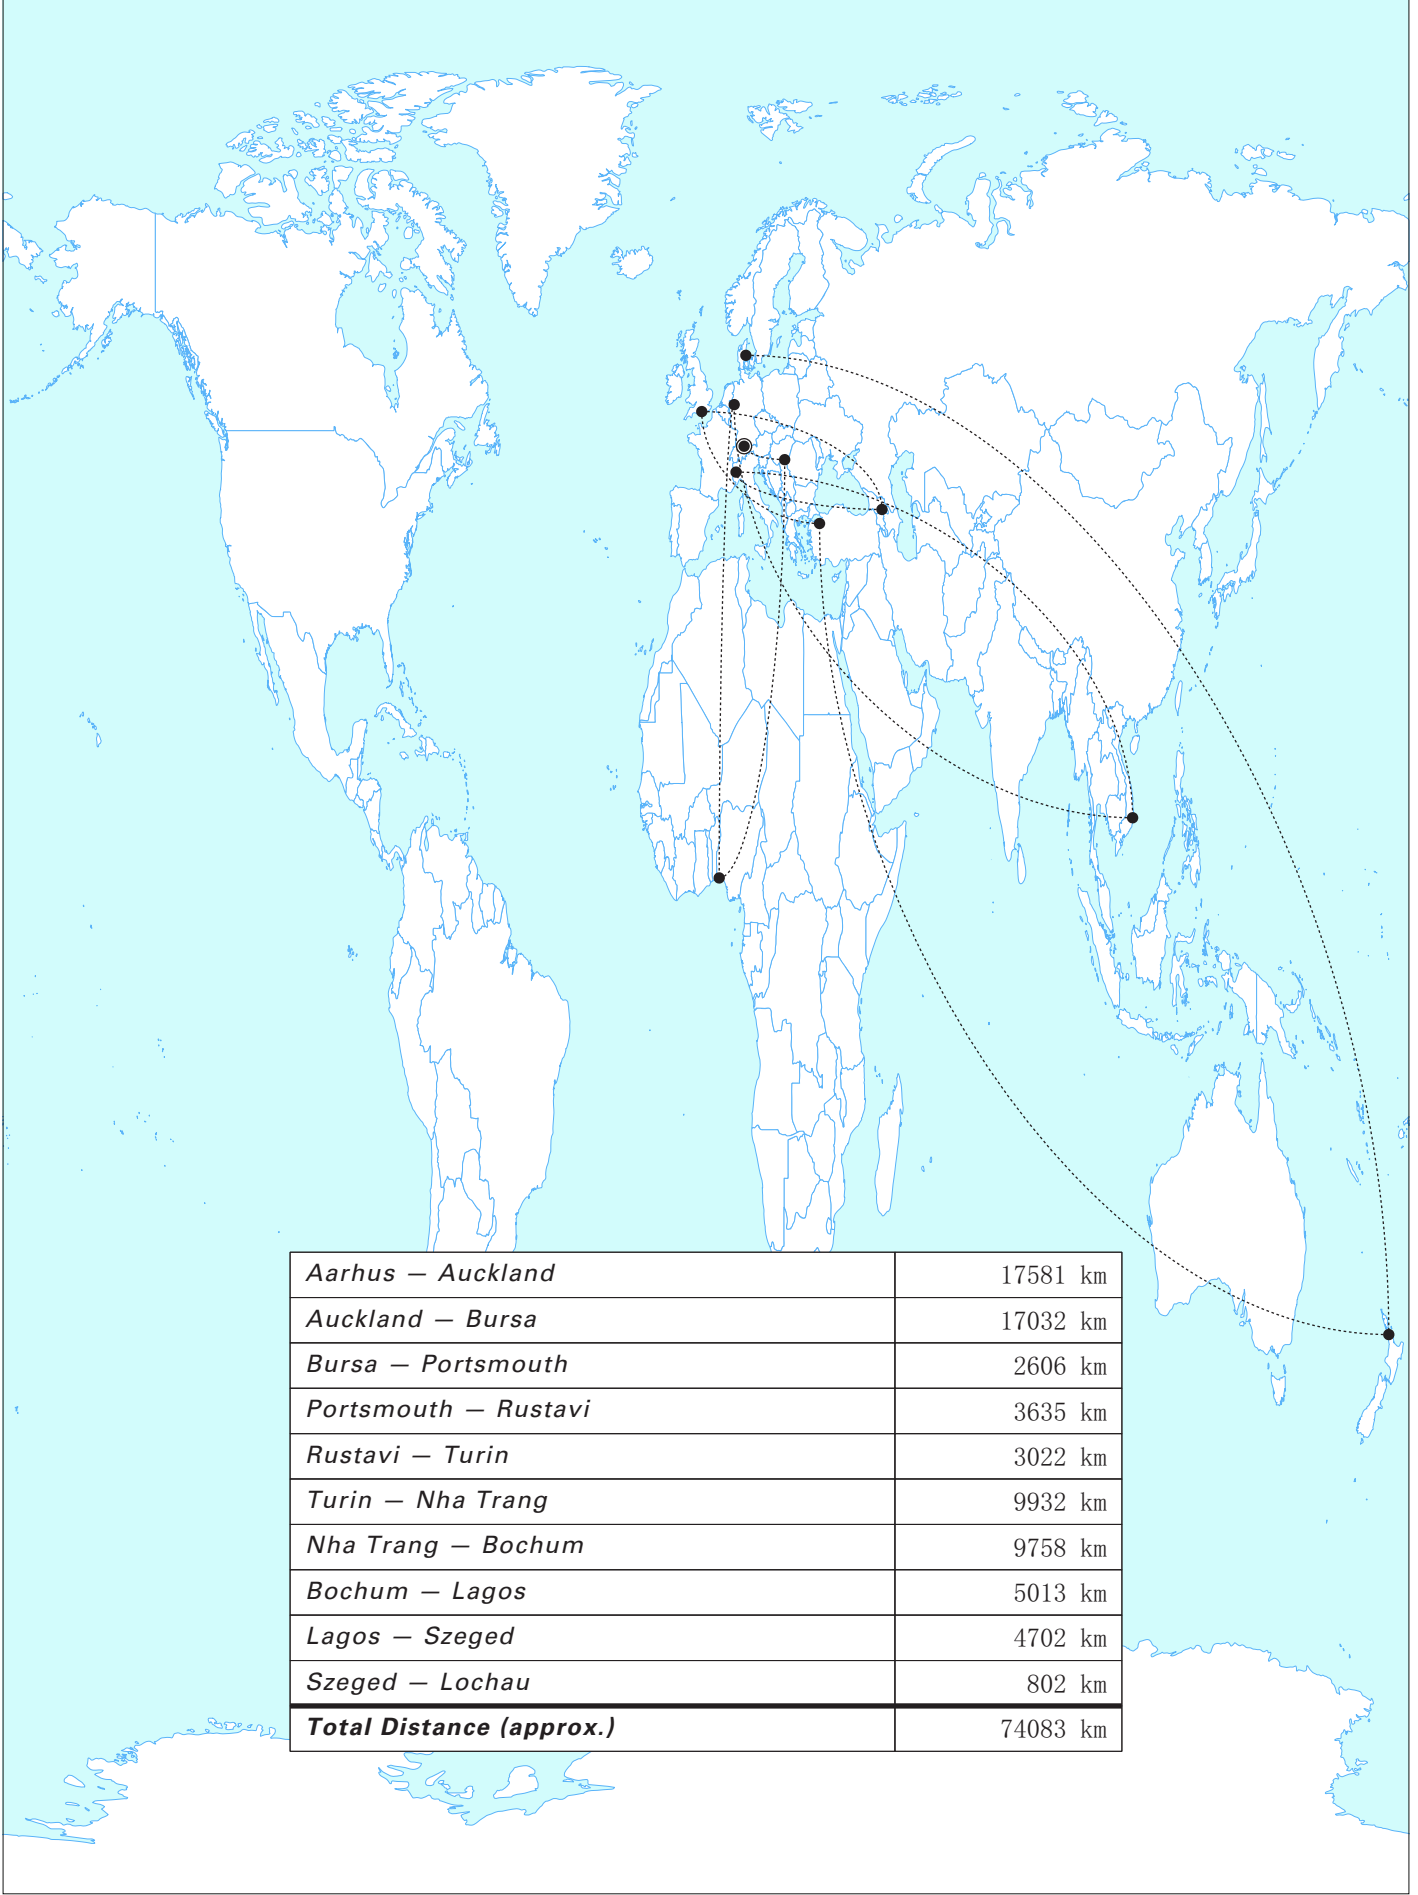 Aarhus — Auckland 17581 km
Auckland — Bursa 17032 km
Bursa — Portsmouth 2606 km
Portsmouth — Rustavi 3635 km
Rustavi — Turin 3022 km
Turin — Nha Trang 9932 km
Nha Trang — Bochum 9758 km
Bochum — Lagos 5013 km
Lagos — Szeged 4702 km
Szeged — Lochau 802 km
Total Distance (approx.) 74083 km